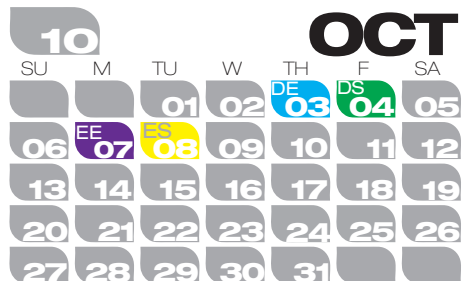 10 OCT
SU M TU W TH F SA
01 02 DE 03 DS 04 05
06 EE 07 ES 08 09 10 11 12
13 14 15 16 17 18 19
20 21 22 23 24 25 26
27 28 29 30 31